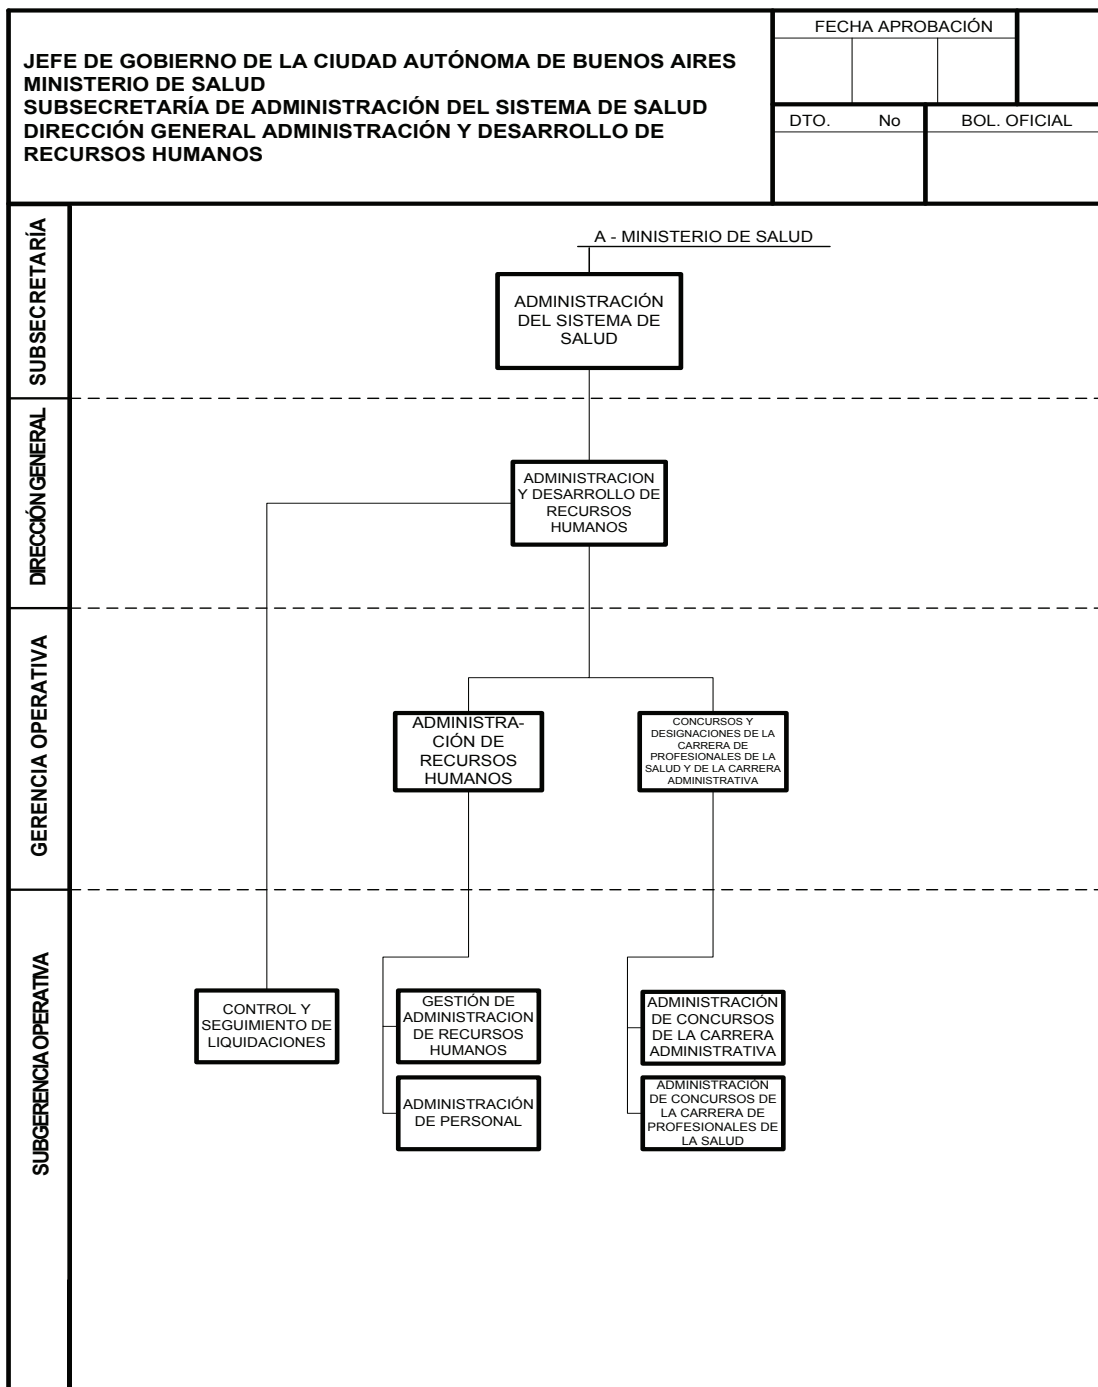 JEFE DE GOBIERNO DE LA CIUDAD AUTÓNOMA DE BUENOS AIRES
MINISTERIO DE SALUD
SUBSECRETARÍA DE ADMINISTRACIÓN DEL SISTEMA DE SALUD
DIRECCIÓN GENERAL ADMINISTRACIÓN Y DESARROLLO DE
RECURSOS HUMANOS
FECHA APROBACIÓN
DTO. No
BOL. OFICIAL
SUBSECRETARÍA
A - MINISTERIO DE SALUD
ADMINISTRACIÓN
DEL SISTEMA DE
SALUD
DIRECCIÓN GENERAL
ADMINISTRACION
Y DESARROLLO DE
RECURSOS
HUMANOS
GERENCIA OPERATIVA
ADMINISTRA-
CIÓN DE
RECURSOS
HUMANOS
CONCURSOS Y
DESIGNACIONES DE LA
CARRERA DE
PROFESIONALES DE LA
SALUD Y DE LA CARRERA
ADMINISTRATIVA
SUBGERENCIA OPERATIVA
CONTROL Y
SEGUIMIENTO DE
LIQUIDACIONES
GESTIÓN DE
ADMINISTRACION
DE RECURSOS
HUMANOS
ADMINISTRACIÓN
DE PERSONAL
ADMINISTRACIÓN
DE CONCURSOS
DE LA CARRERA
ADMINISTRATIVA
ADMINISTRACIÓN
DE CONCURSOS DE
LA CARRERA DE
PROFESIONALES DE
LA SALUD